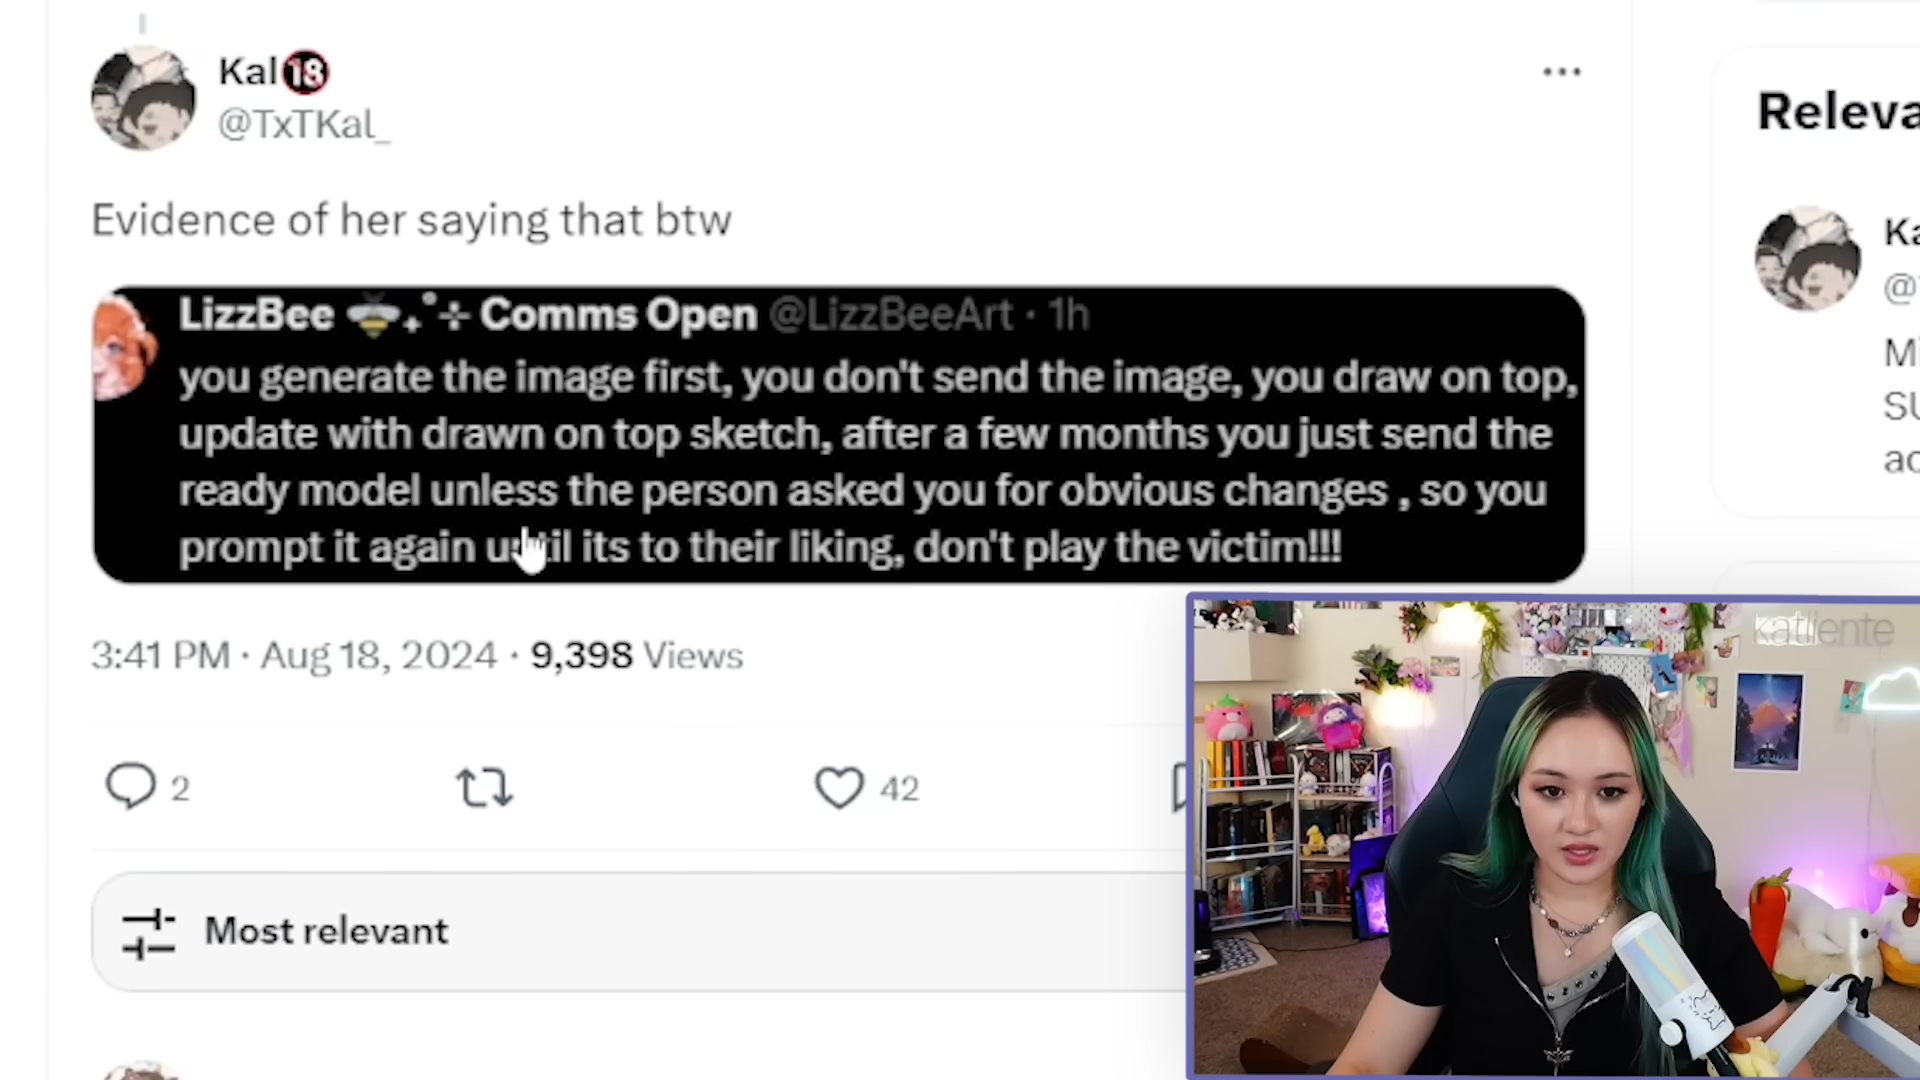 Kal🔞
@TxTKal_
Evidence of her saying that btw
LizzBee 🐝₊˚⊹ Comms Open @LizzBeeArt · 1h
you generate the image first, you don't send the image, you draw on top,
update with drawn on top sketch, after a few months you just send the
ready model unless the person asked you for obvious changes , so you
prompt it again until its to their liking, don't play the victim!!!
3:41 PM · Aug 18, 2024 · 9,398 Views
2
42
Most relevant
Releva
Ka
@
Mi
SU
ac
katliente